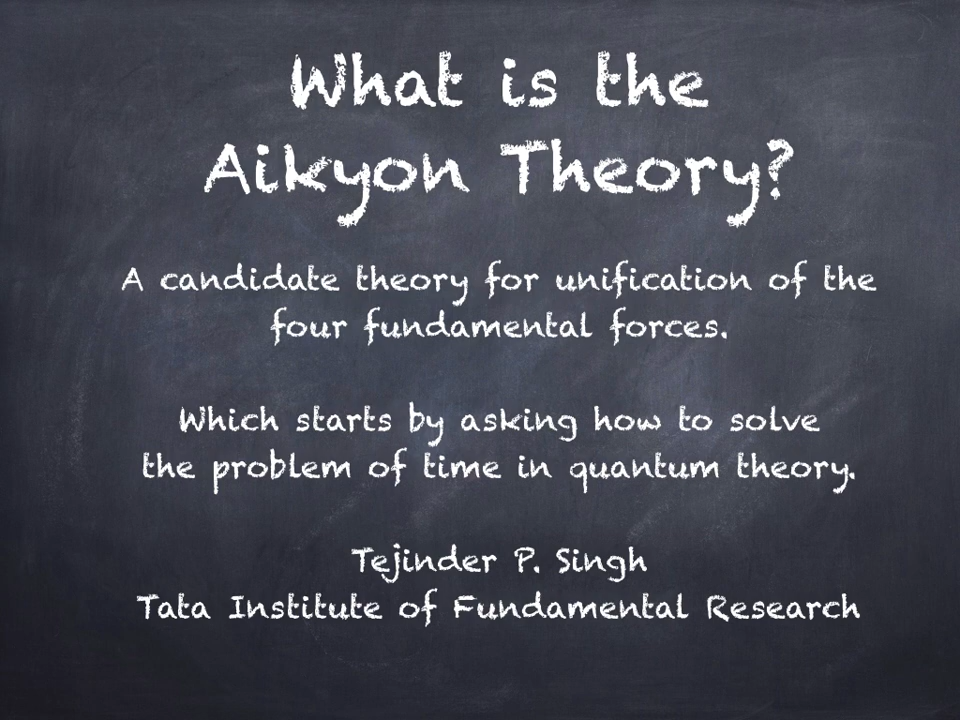 What is the
Aikyon Theory?
A candidate theory for unification of the
four fundamental forces.
Which starts by asking how to solve
the problem of time in quantum theory.
Tejinder P. Singh
Tata Institute of Fundamental Research